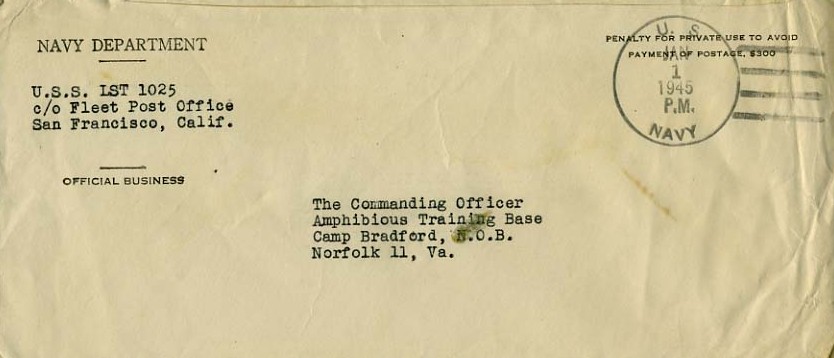 NAVY DEPARTMENT
U.S.S. LST 1025
c/o Fleet Post Office
San Francisco, Calif.
OFFICIAL BUSINESS
PENALTY FOR PRIVATE USE TO AVOID
PAYMENT OF POSTAGE, $300
U. S.
JAN
1
1945
P.M.
NAVY
The Commanding Officer
Amphibious Training Base
Camp Bradford, N.O.B.
Norfolk 11, Va.